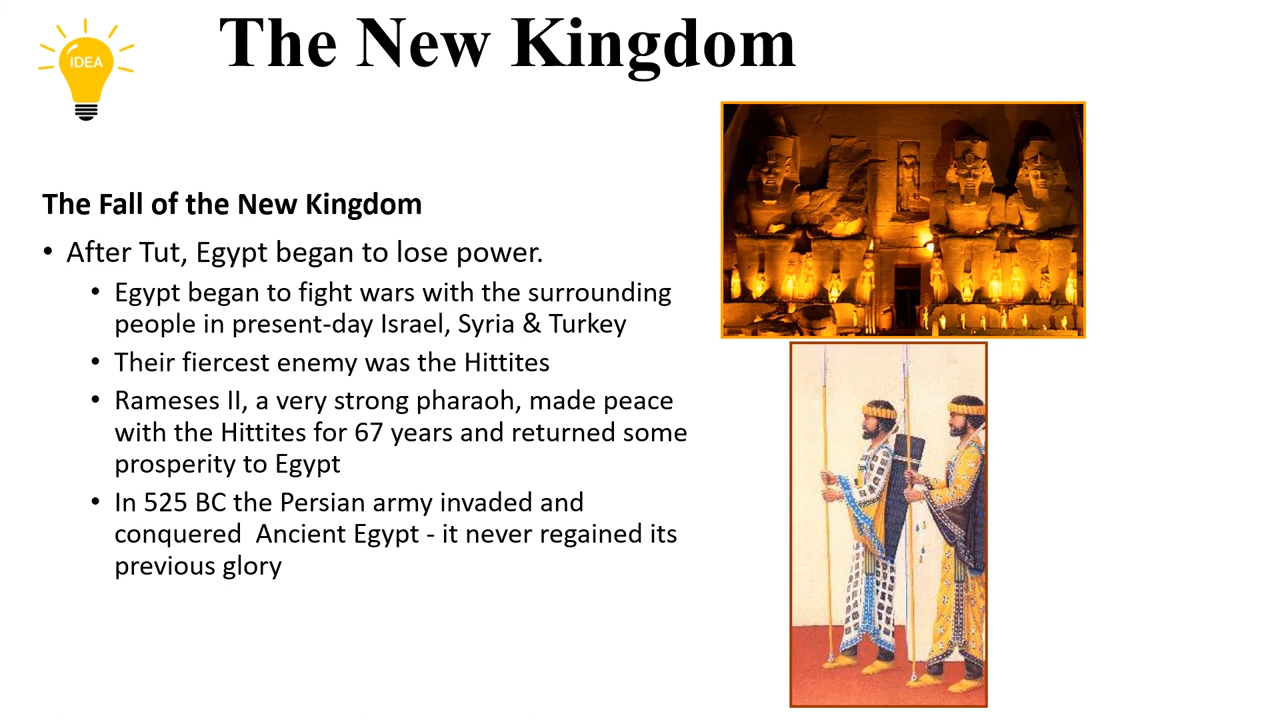 The New Kingdom
IDEA
The Fall of the New Kingdom
• After Tut, Egypt began to lose power.
• Egypt began to fight wars with the surrounding
people in present-day Israel, Syria & Turkey
• Their fiercest enemy was the Hittites
• Rameses II, a very strong pharaoh, made peace
with the Hittites for 67 years and returned some
prosperity to Egypt
• In 525 BC the Persian army invaded and
conquered  Ancient Egypt - it never regained its
previous glory